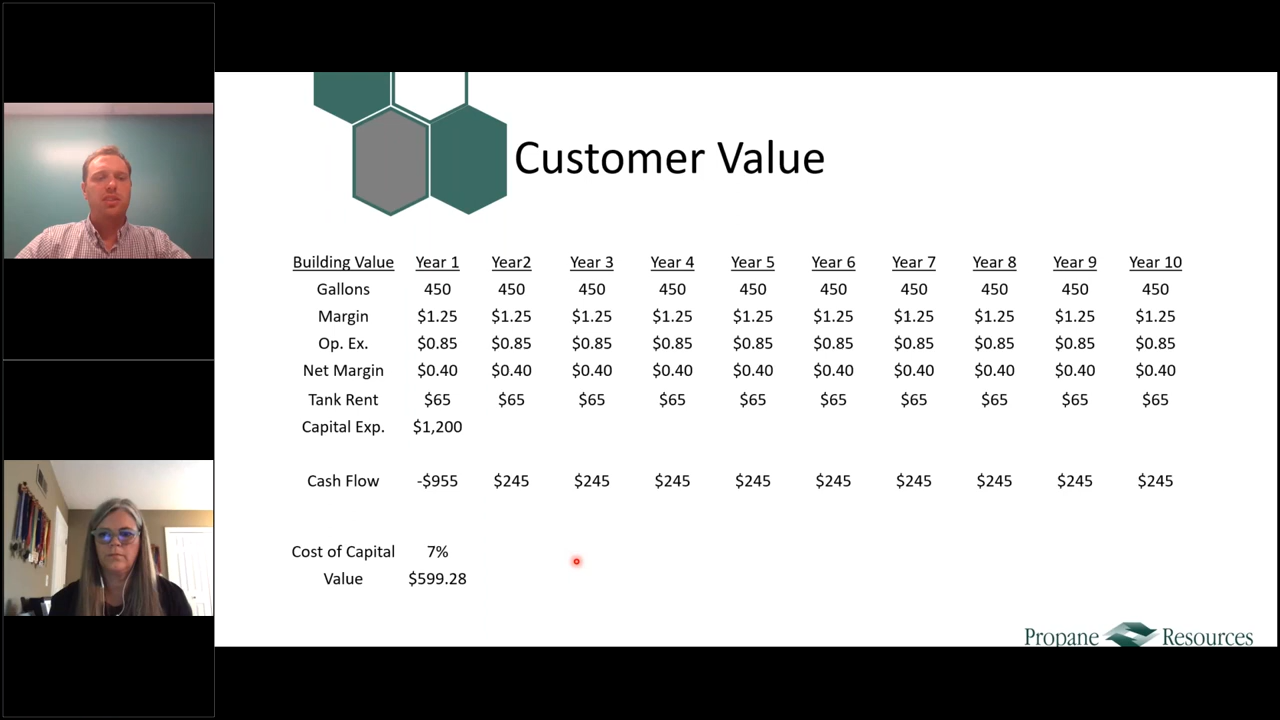 Customer Value
Building Value Year 1 Year2 Year 3 Year 4 Year 5 Year 6 Year 7 Year 8 Year 9 Year 10
Gallons 450 450 450 450 450 450 450 450 450 450
Margin $1.25 $1.25 $1.25 $1.25 $1.25 $1.25 $1.25 $1.25 $1.25 $1.25
Op. Ex. $0.85 $0.85 $0.85 $0.85 $0.85 $0.85 $0.85 $0.85 $0.85 $0.85
Net Margin $0.40 $0.40 $0.40 $0.40 $0.40 $0.40 $0.40 $0.40 $0.40 $0.40
Tank Rent $65 $65 $65 $65 $65 $65 $65 $65 $65 $65
Capital Exp. $1,200
Cash Flow -$955 $245 $245 $245 $245 $245 $245 $245 $245 $245
Cost of Capital 7%
Value $599.28
Propane Resources